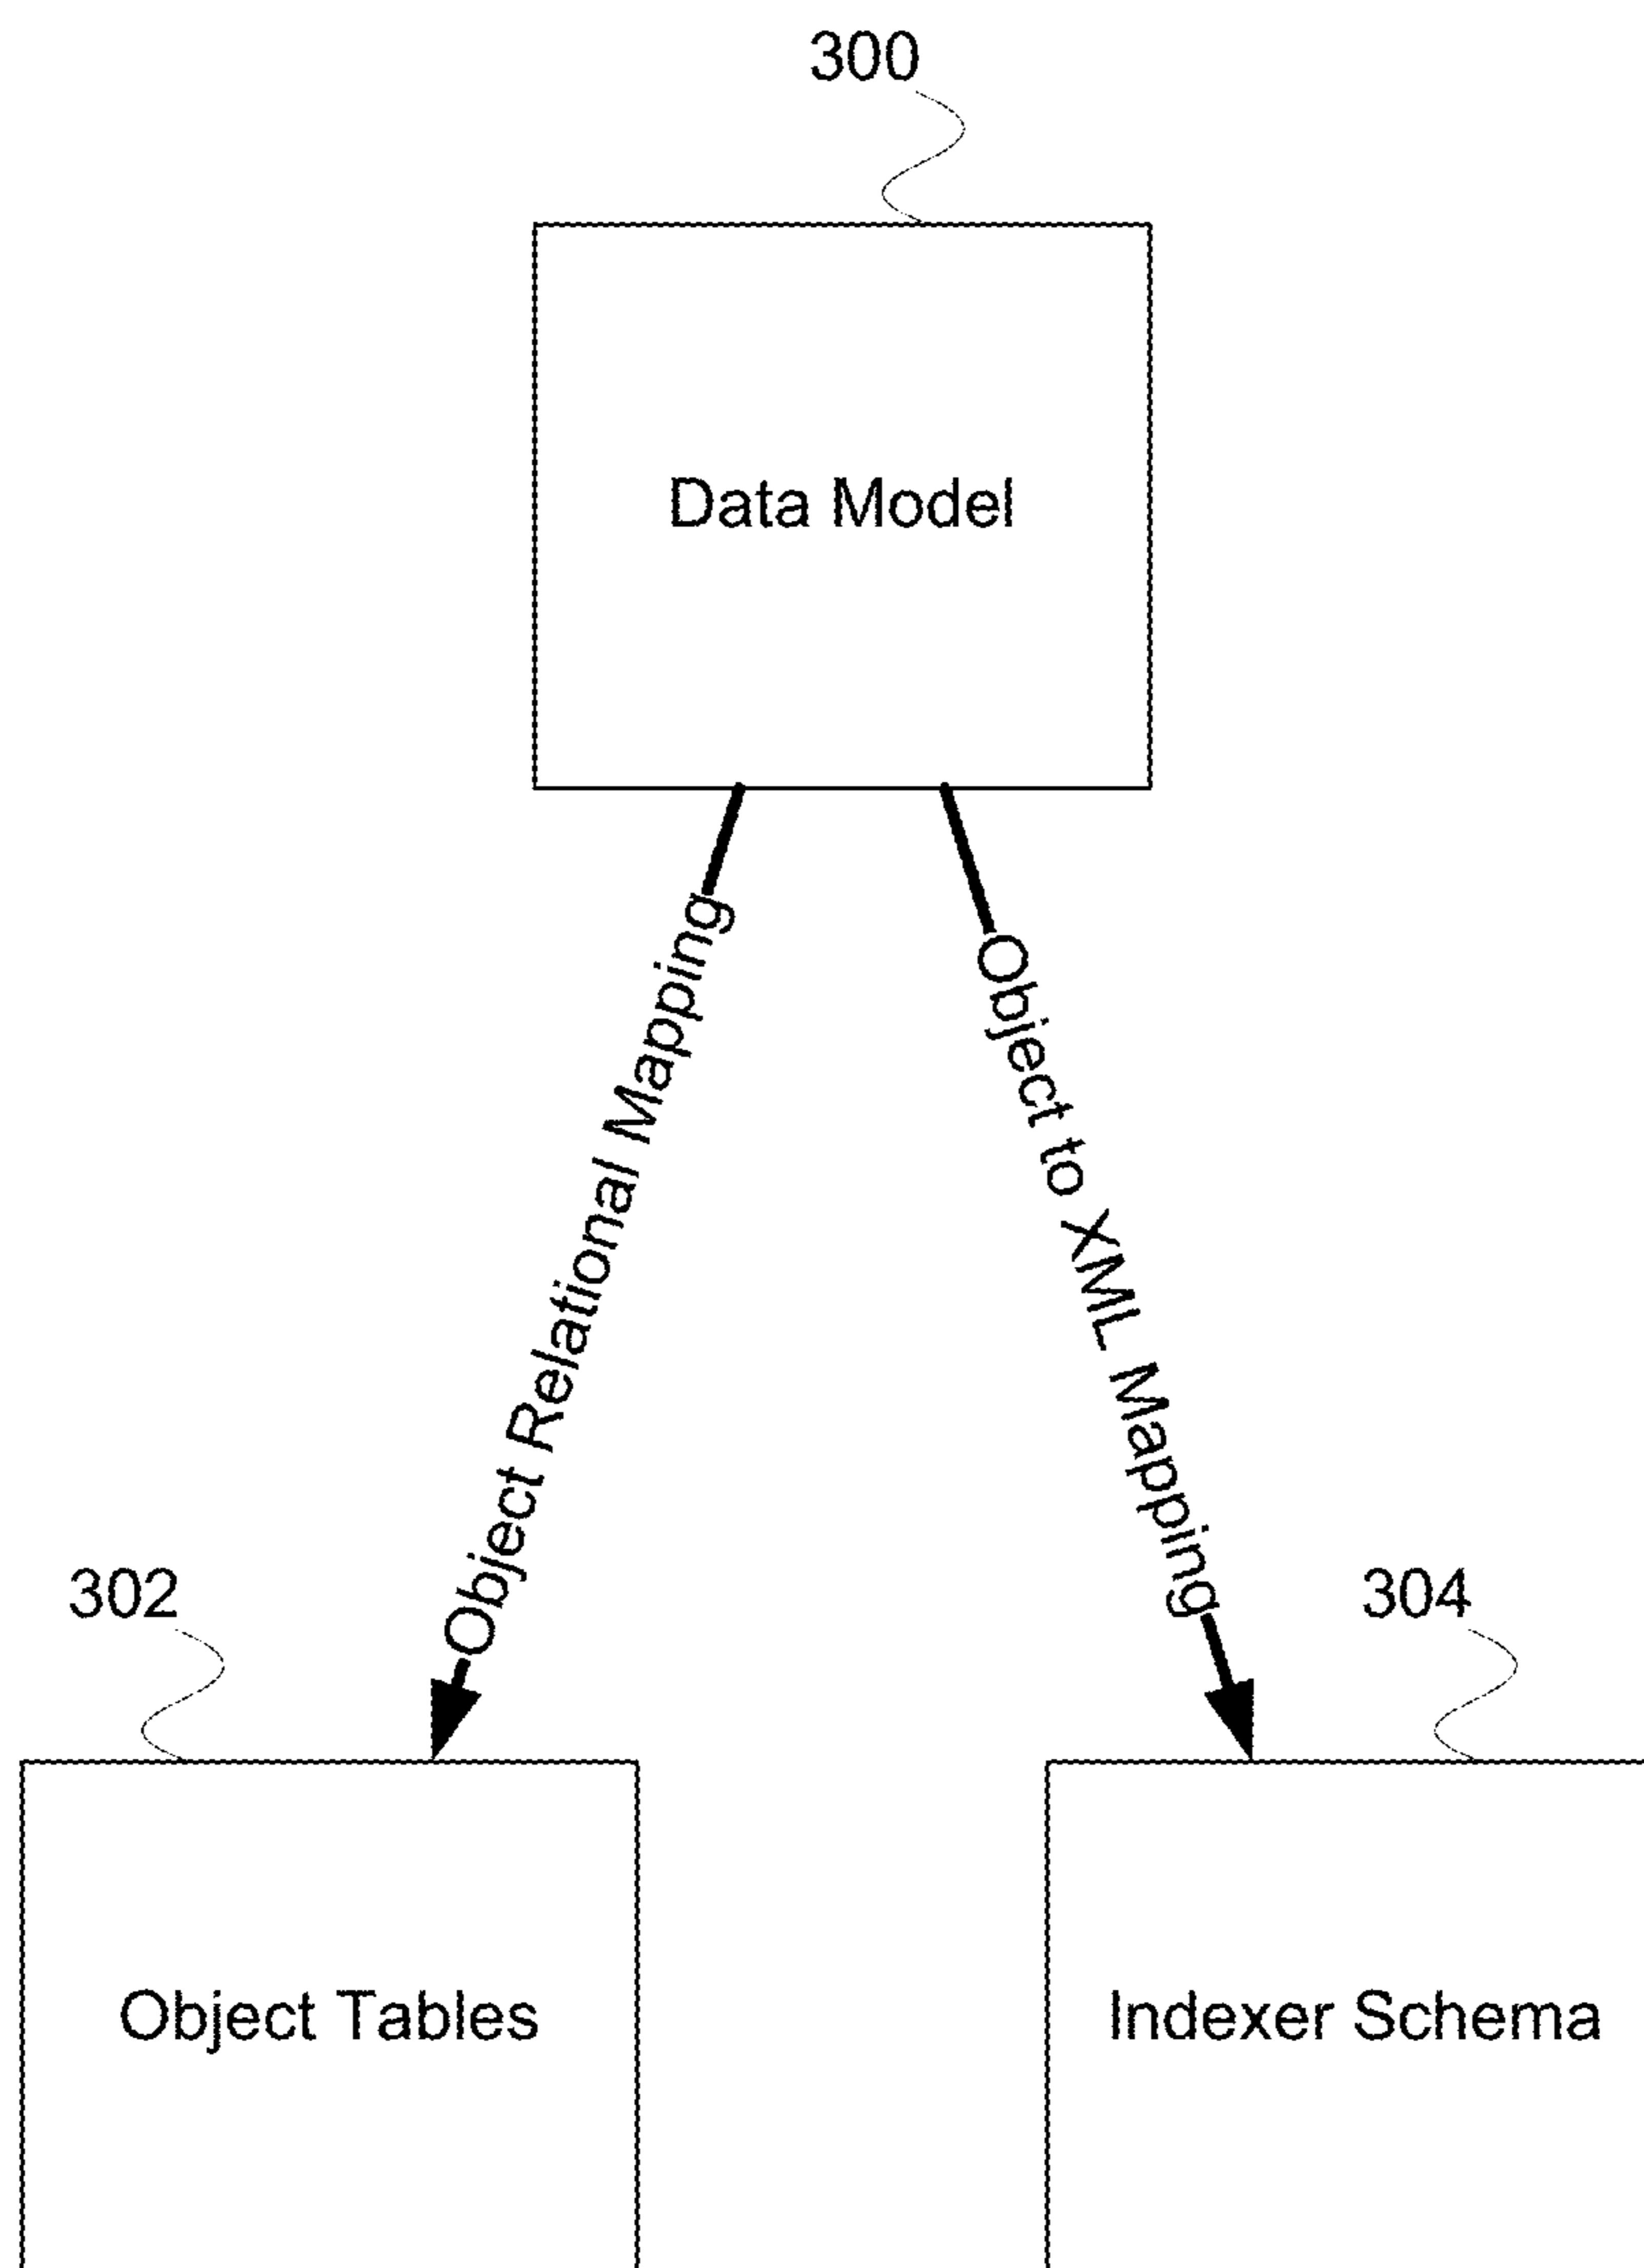 300
Data Model
Object Relational Mapping
Object to XML Mapping
302
304
Object Tables
Indexer Schema